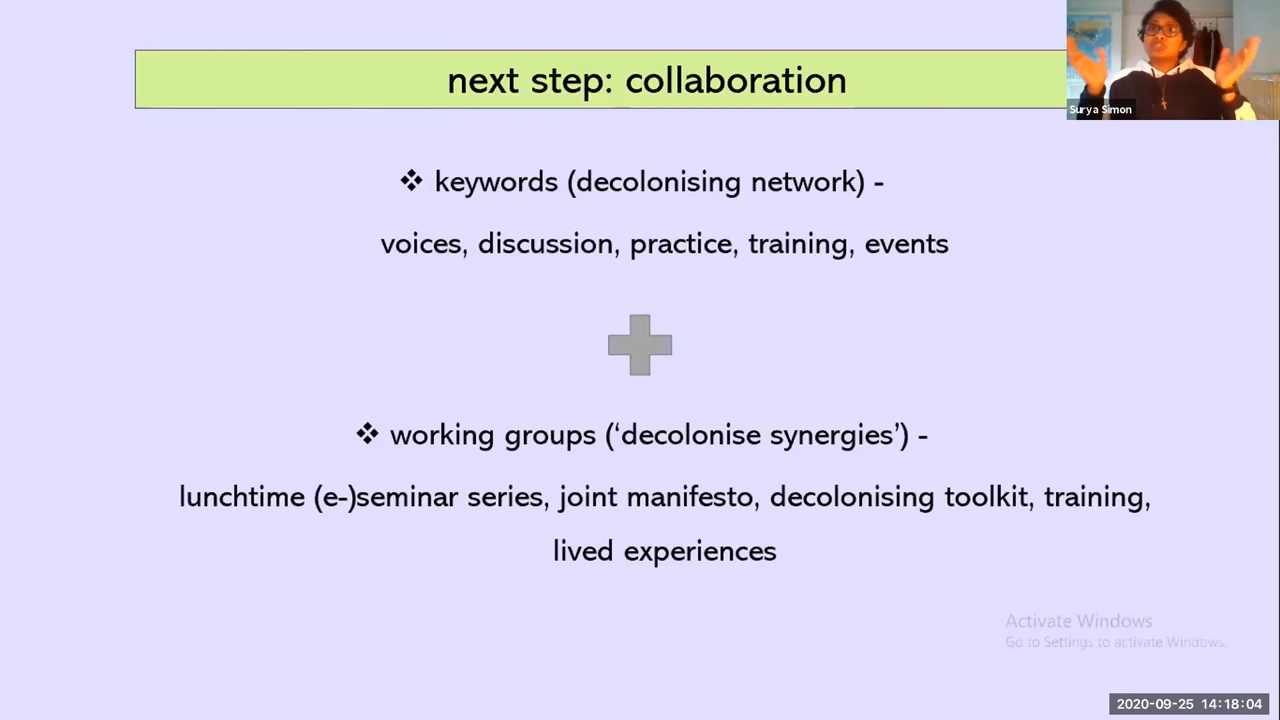 next step: collaboration
Surya Simon
❖ keywords (decolonising network) -
voices, discussion, practice, training, events
❖ working groups (‘decolonise synergies’) -
lunchtime (e-)seminar series, joint manifesto, decolonising toolkit, training,
lived experiences
Activate Windows
Go to Settings to activate Windows.
2020-09-25 14:18:04